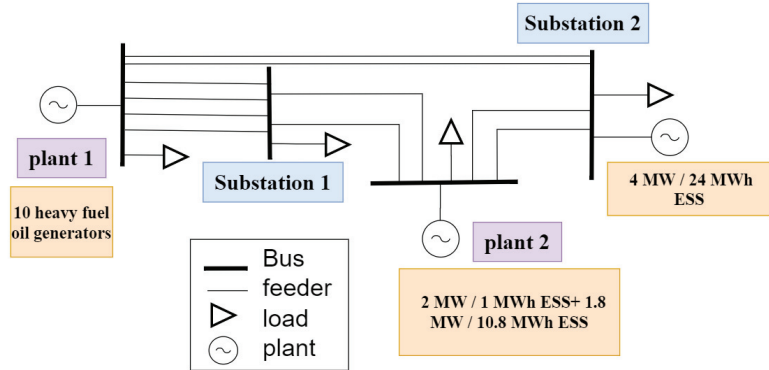 Substation 2
plant 1
Substation 1
10 heavy fuel
oil generators
4 MW / 24 MWh
ESS
plant 2
Bus
feeder
load
plant
2 MW / 1 MWh ESS+ 1.8
MW / 10.8 MWh ESS